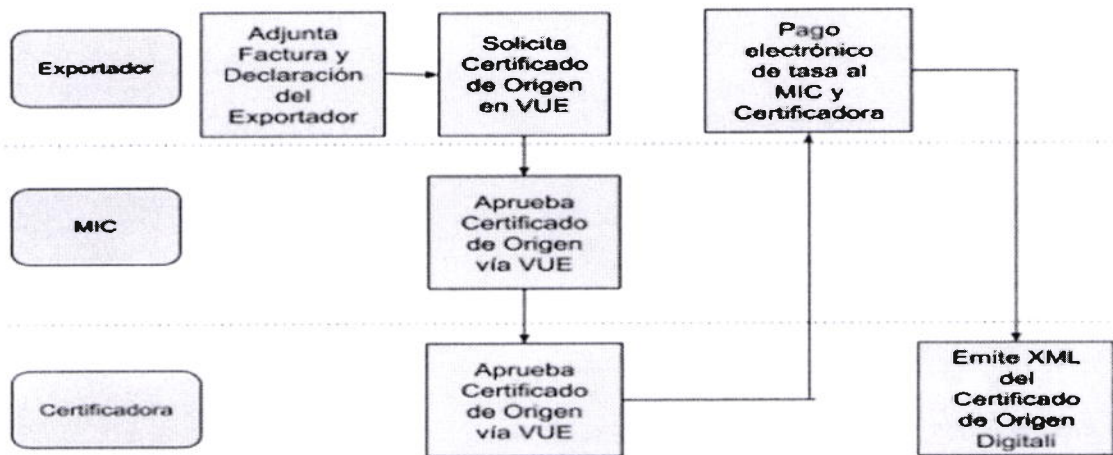 Exportador
Adjunta
Factura y
Declaración
del
Exportador
Solicita
Certificado
de Origen
en VUE
Pago
electrónico
de tasa al
MIC y
Certificadora
MIC
Aprueba
Certificado
de Origen
vía VUE
Certificadora
Aprueba
Certificado
de Origen
vía VUE
Emite XML
del
Certificado
de Origen
Digitali